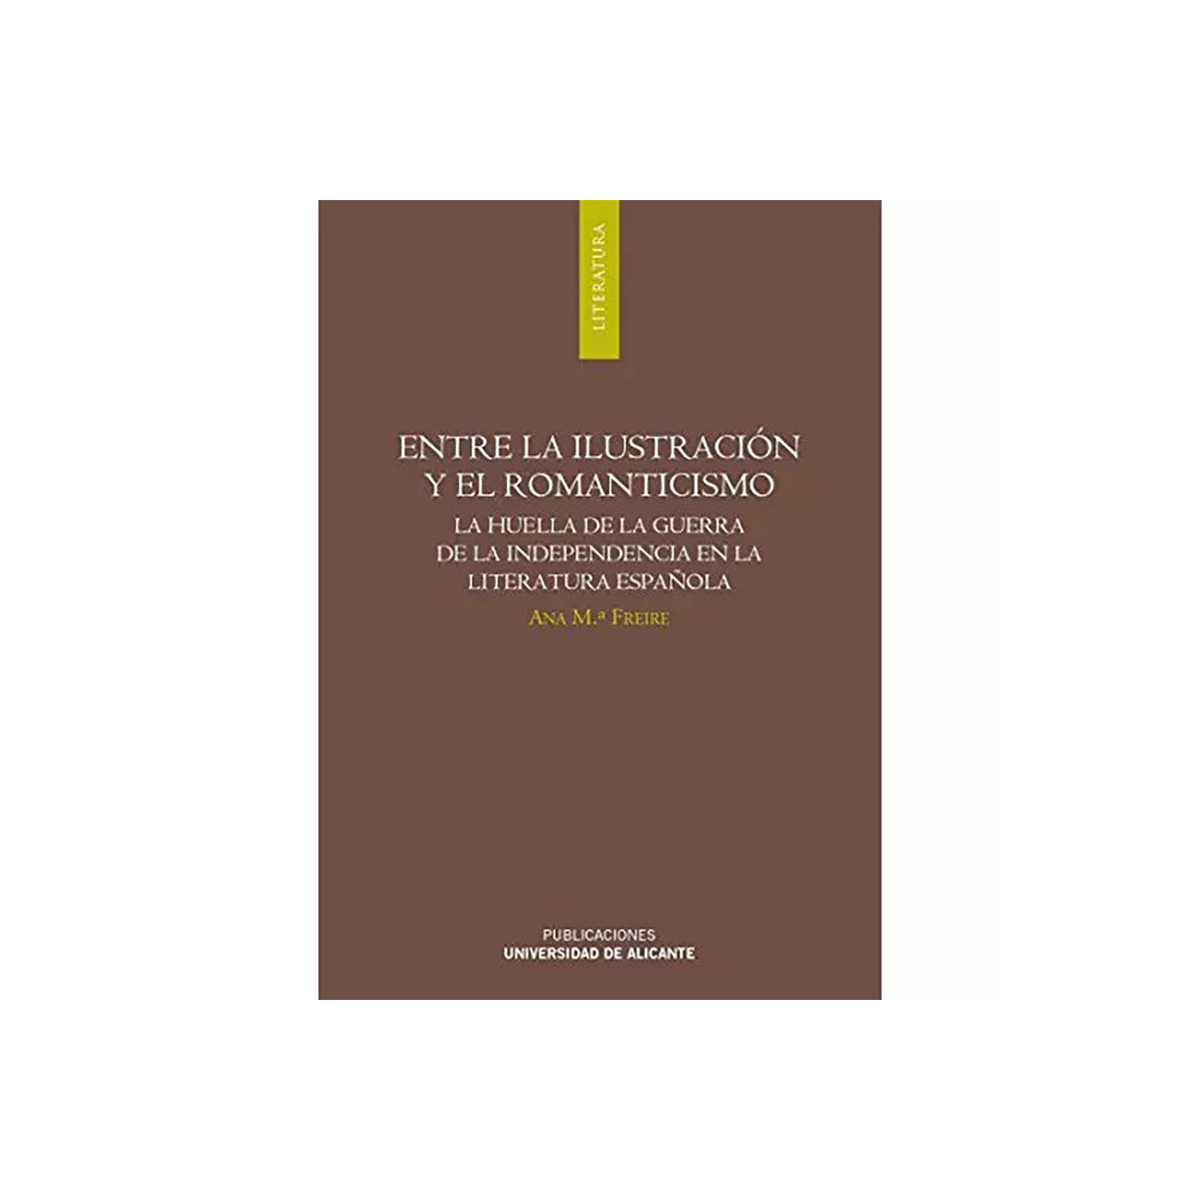 LITERATURA
ENTRE LA ILUSTRACIÓN
Y EL ROMANTICISMO
LA HUELLA DE LA GUERRA
DE LA INDEPENDENCIA EN LA
LITERATURA ESPAÑOLA
ANA M.ª FREIRE
PUBLICACIONES
UNIVERSIDAD DE ALICANTE